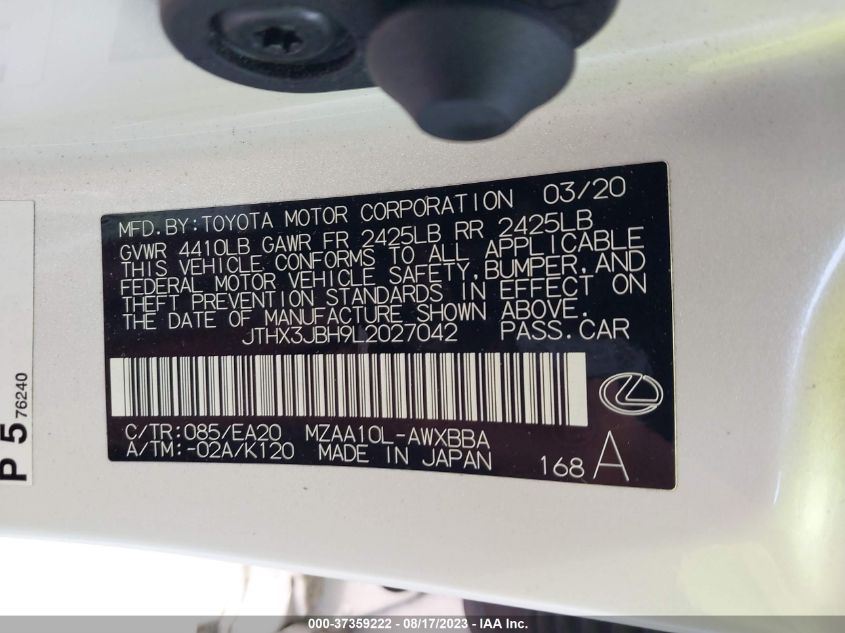 MFD.BY:TOYOTA MOTOR CORPORATION 03/20
GVWR 4410LB GAWR FR 2425LB RR 2425LB
THIS VEHICLE CONFORMS TO ALL APPLICABLE
FEDERAL MOTOR VEHICLE SAFETY,BUMPER,AND
THEFT PREVENTION STANDARDS IN EFFECT ON
THE DATE OF MANUFACTURE SHOWN ABOVE.
JTHX3JBH9L2027042 PASS.CAR
C/TR:085/EA20 MZAA10L-AWXBBA
A/TM:-02A/K120 MADE IN JAPAN 168 A
P 5 76240
000-37359222 - 08/17/2023 - IAA Inc.